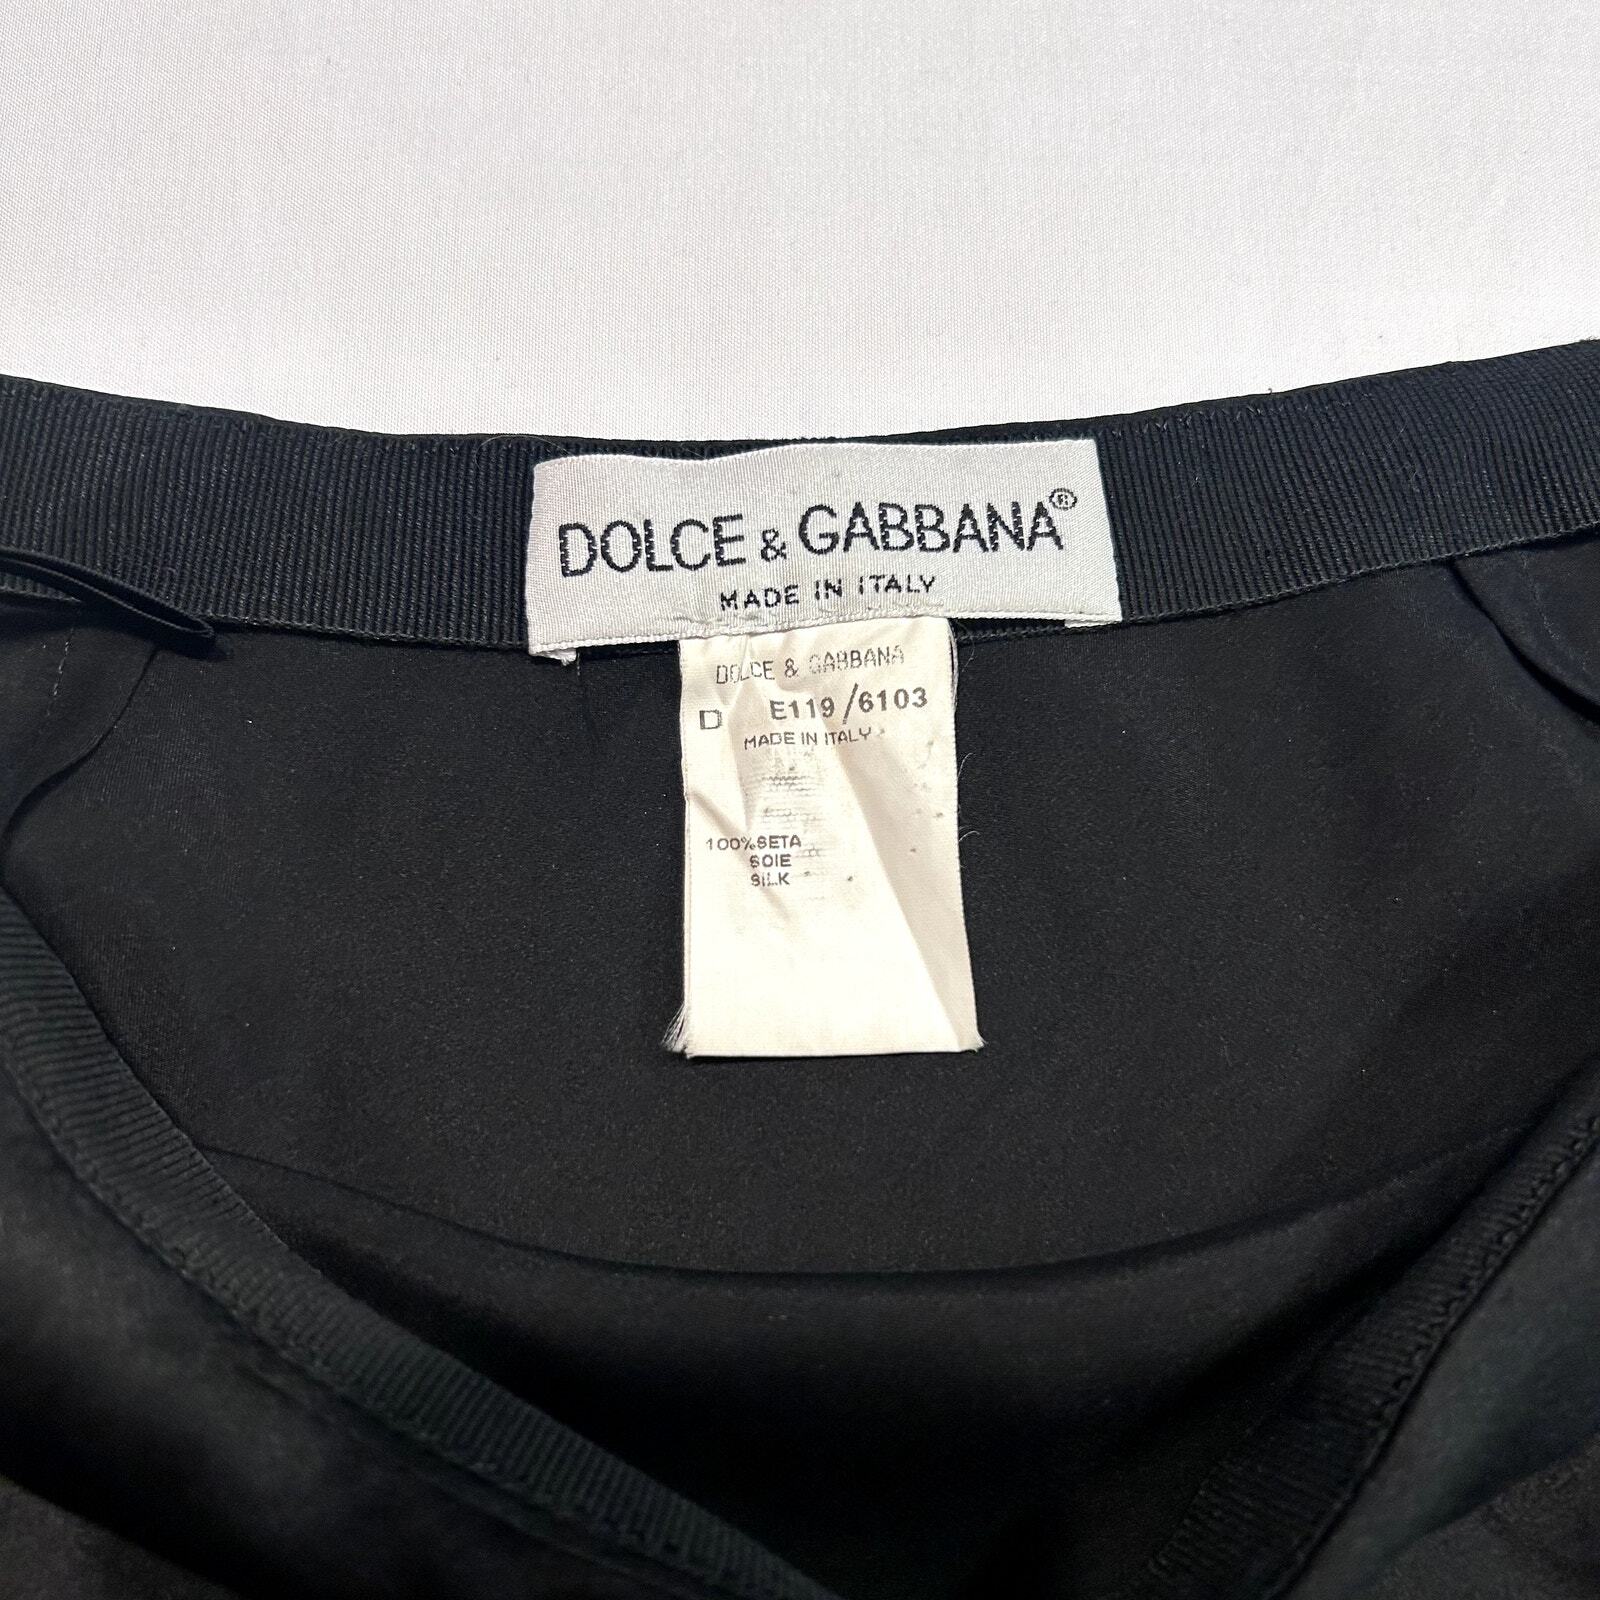 DOLCE & GABBANA®
MADE IN ITALY
DOLCE & GABBANA
D E119/6103
MADE IN ITALY
100% SETA
SOIE
SILK